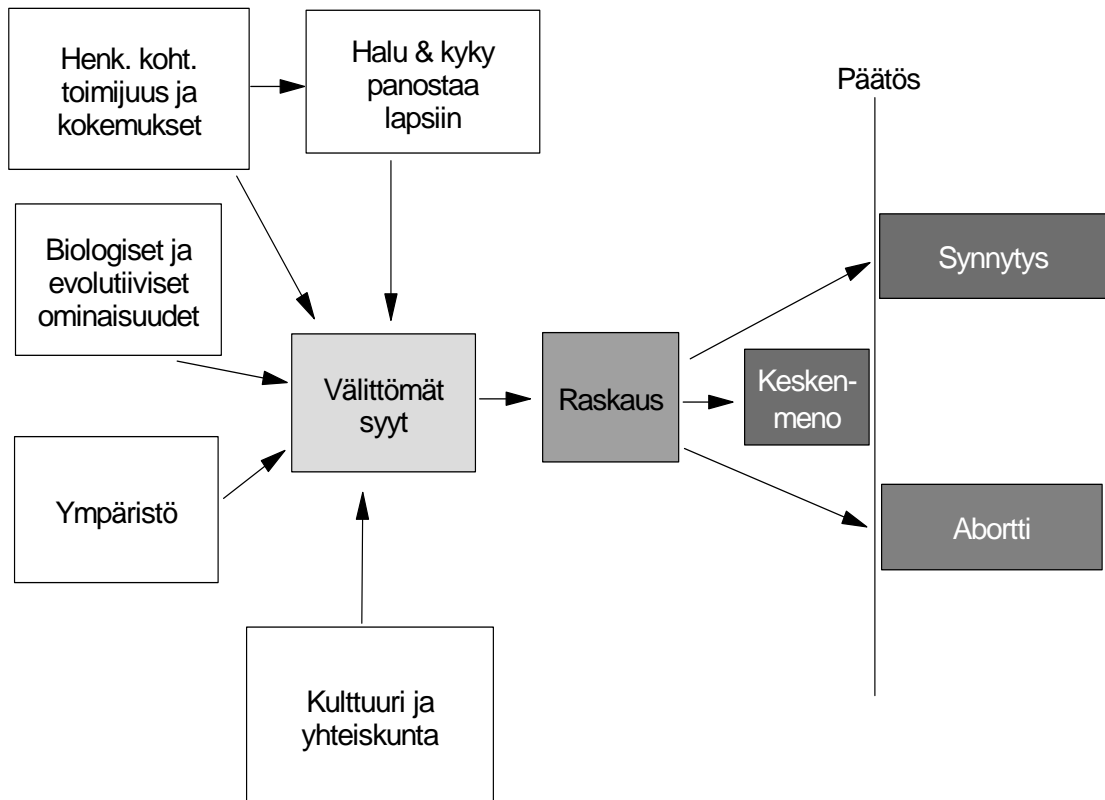 Henk. koht.
toimijuus ja
kokemukset
Halu & kyky
panostaa
lapsiin
Päätös
Biologiset ja
evolutiiviset
ominaisuudet
Synnytys
Välittömät
syyt
Raskaus
Kesken-
meno
Ympäristö
Abortti
Kulttuuri ja
yhteiskunta